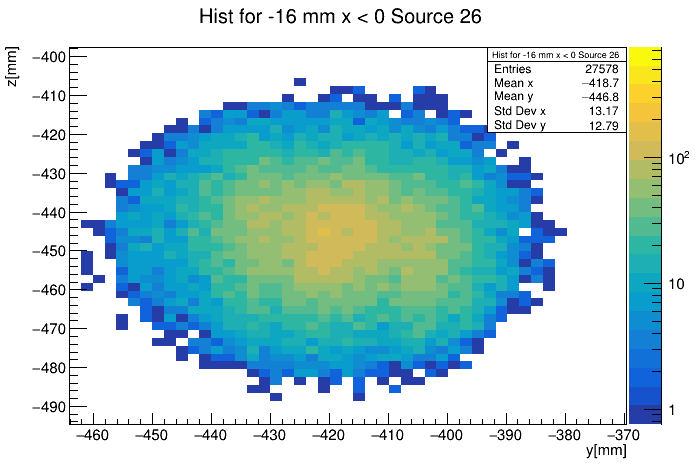 Hist for -16 mm x < 0 Source 26
z[mm]
−400
−410
−420
−430
−440
−450
−460
−470
−480
−490
Hist for -16 mm x < 0 Source 26
Entries 27578
Mean x −418.7
Mean y −446.8
Std Dev x 13.17
Std Dev y 12.79
10²
10
1
−460 −450 −440 −430 −420 −410 −400 −390 −380 −370
y[mm]